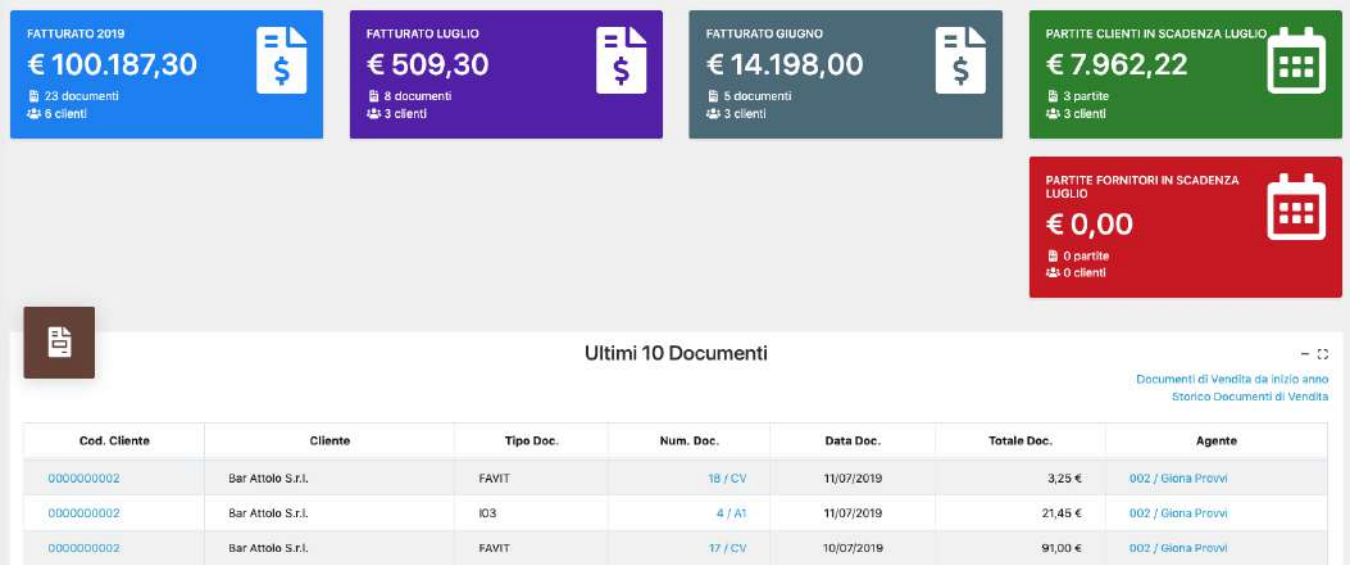 FATTURATO 2019
€ 100.187,30
23 documenti
6 clienti
FATTURATO LUGLIO
€ 509,30
8 documenti
3 clienti
FATTURATO GIUGNO
€ 14.198,00
5 documenti
3 clienti
PARTITE CLIENTI IN SCADENZA LUGLIO
€ 7.962,22
3 partite
3 clienti
PARTITE FORNITORI IN SCADENZA
LUGLIO
€ 0,00
0 partite
0 clienti
Ultimi 10 Documenti
Documenti di Vendita da inizio anno
Storico Documenti di Vendita
Cod. Cliente Cliente Tipo Doc. Num. Doc. Data Doc. Totale Doc. Agente
0000000002 Bar Attolo S.r.l. FAVIT 18 / CV 11/07/2019 3,25 € 002 / Giona Provvi
0000000002 Bar Attolo S.r.l. IO3 4 / A1 11/07/2019 21,45 € 002 / Giona Provvi
0000000002 Bar Attolo S.r.l. FAVIT 17 / CV 10/07/2019 91,00 € 002 / Giona Provvi